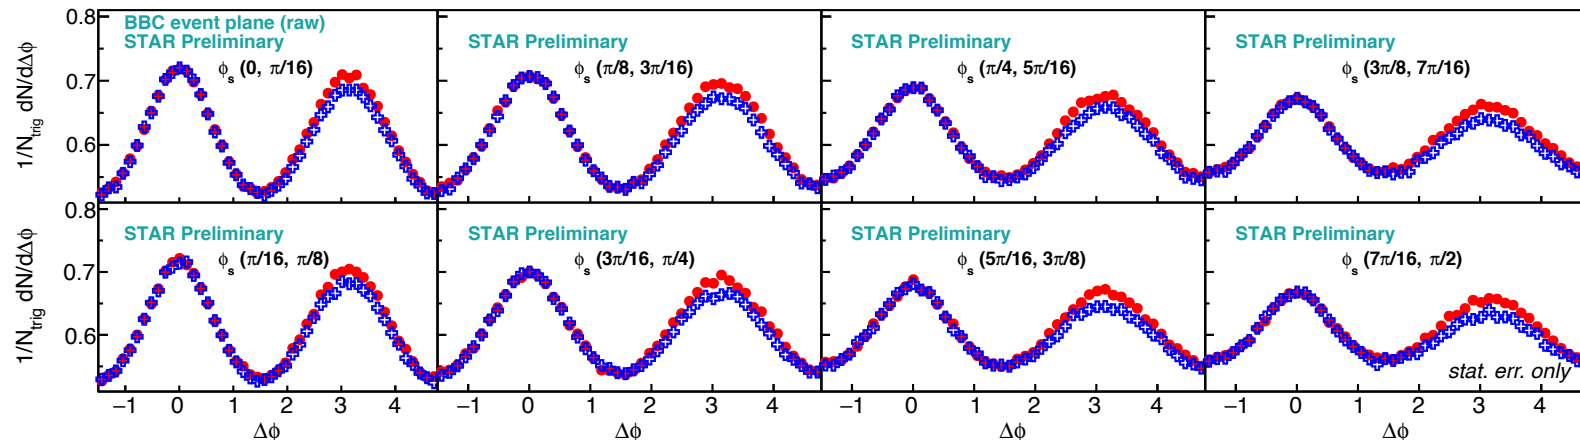 BBC event plane (raw)
STAR Preliminary
ϕs (0, π/16)
STAR Preliminary
ϕs (π/8, 3π/16)
STAR Preliminary
ϕs (π/4, 5π/16)
STAR Preliminary
ϕs (3π/8, 7π/16)
0.8
0.7
0.6
1/Ntrig dN/dΔϕ
STAR Preliminary
ϕs (π/16, π/8)
STAR Preliminary
ϕs (3π/16, π/4)
STAR Preliminary
ϕs (5π/16, 3π/8)
STAR Preliminary
ϕs (7π/16, π/2)
0.8
0.7
0.6
1/Ntrig dN/dΔϕ
stat. err. only
−1 0 1 2 3 4 −1 0 1 2 3 4 −1 0 1 2 3 4 −1 0 1 2 3 4
Δϕ Δϕ Δϕ Δϕ